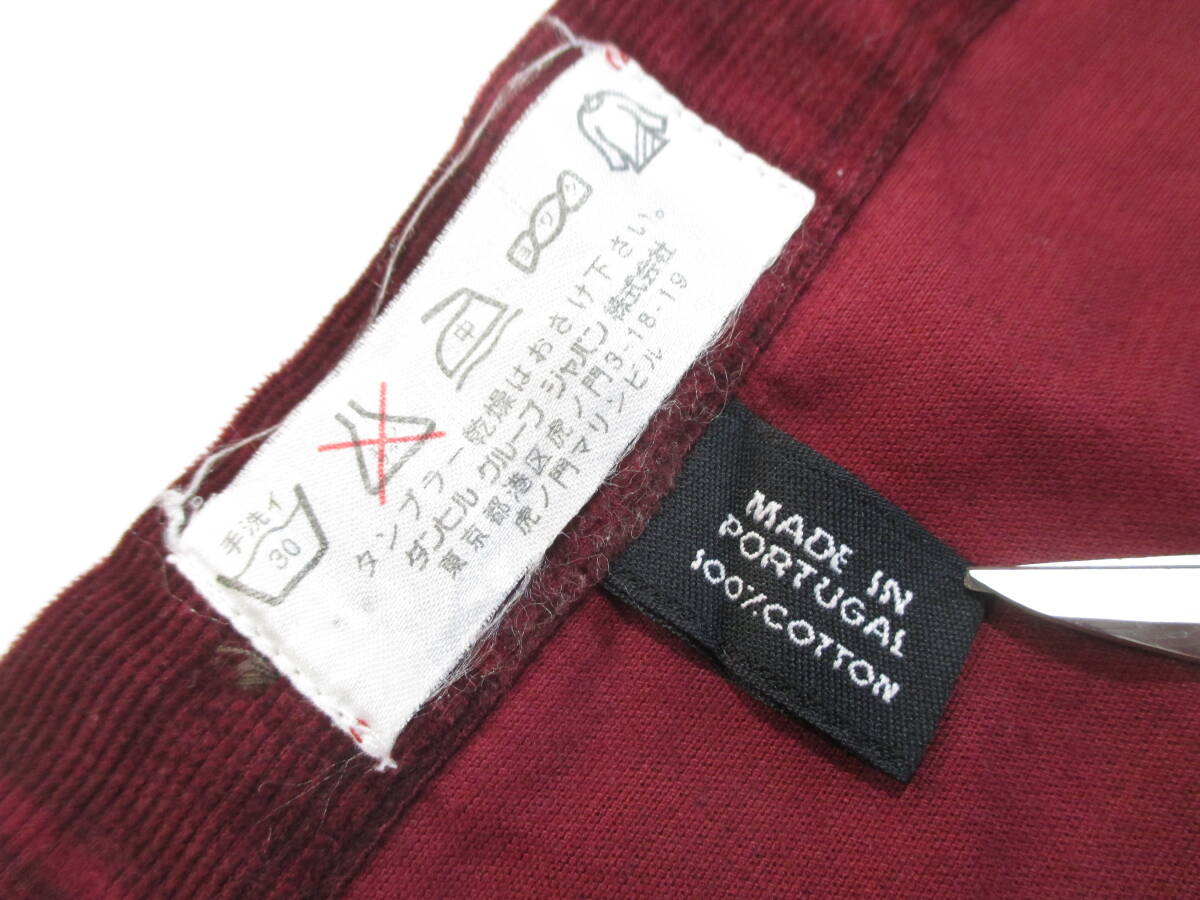 手洗イ
30
中
ヨワク
タンブラー乾燥はおさけ下さい。
ダンヒル グループ ジャパン 株式会社
東京都港区虎ノ門3-18-19
虎ノ門マリンビル
MADE IN
PORTUGAL
100%COTTON